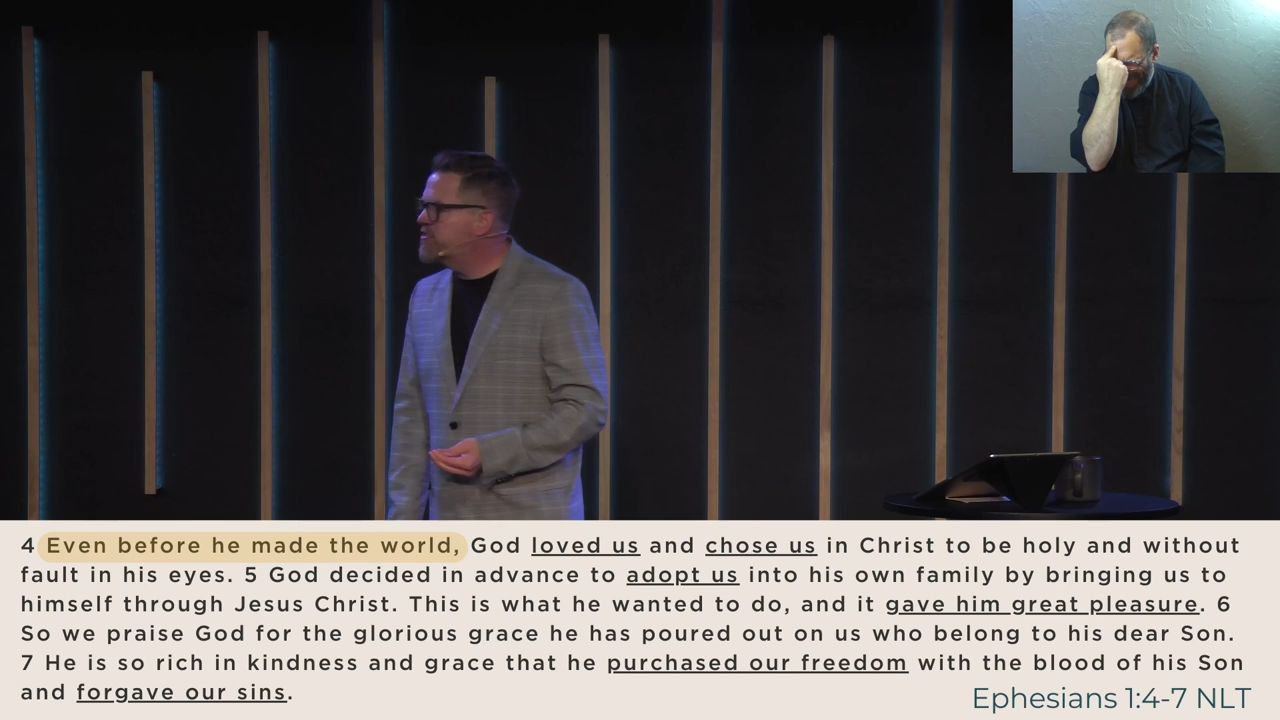 4 Even before he made the world, God loved us and chose us in Christ to be holy and without
fault in his eyes. 5 God decided in advance to adopt us into his own family by bringing us to
himself through Jesus Christ. This is what he wanted to do, and it gave him great pleasure. 6
So we praise God for the glorious grace he has poured out on us who belong to his dear Son.
7 He is so rich in kindness and grace that he purchased our freedom with the blood of his Son
and forgave our sins.
Ephesians 1:4-7 NLT